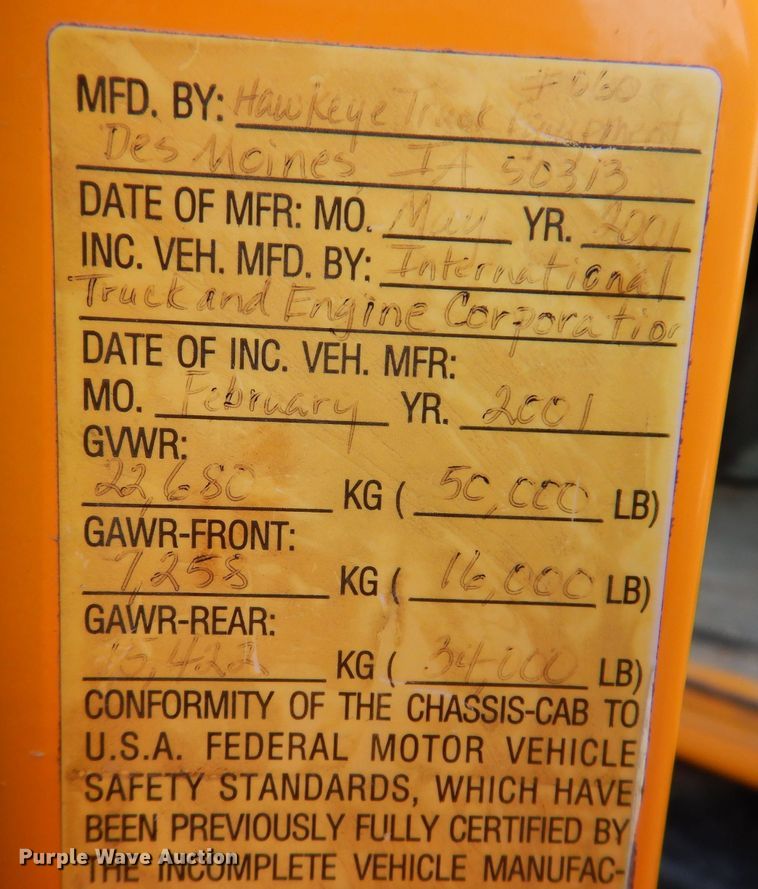 #060
MFD. BY: Hawkeye Truck Equipment
Des Moines, IA 50313
DATE OF MFR: MO. May YR. 2001
INC. VEH. MFD. BY: International
Truck and Engine Corporation
DATE OF INC. VEH. MFR:
MO. February YR. 2001
GVWR:
22,680 KG ( 50,000 LB)
GAWR-FRONT:
7,258 KG ( 16,000 LB)
GAWR-REAR:
15,422 KG ( 34,000 LB)
CONFORMITY OF THE CHASSIS-CAB TO
U.S.A. FEDERAL MOTOR VEHICLE
SAFETY STANDARDS, WHICH HAVE
BEEN PREVIOUSLY FULLY CERTIFIED BY
THE INCOMPLETE VEHICLE MANUFAC-
Purple Wave Auction